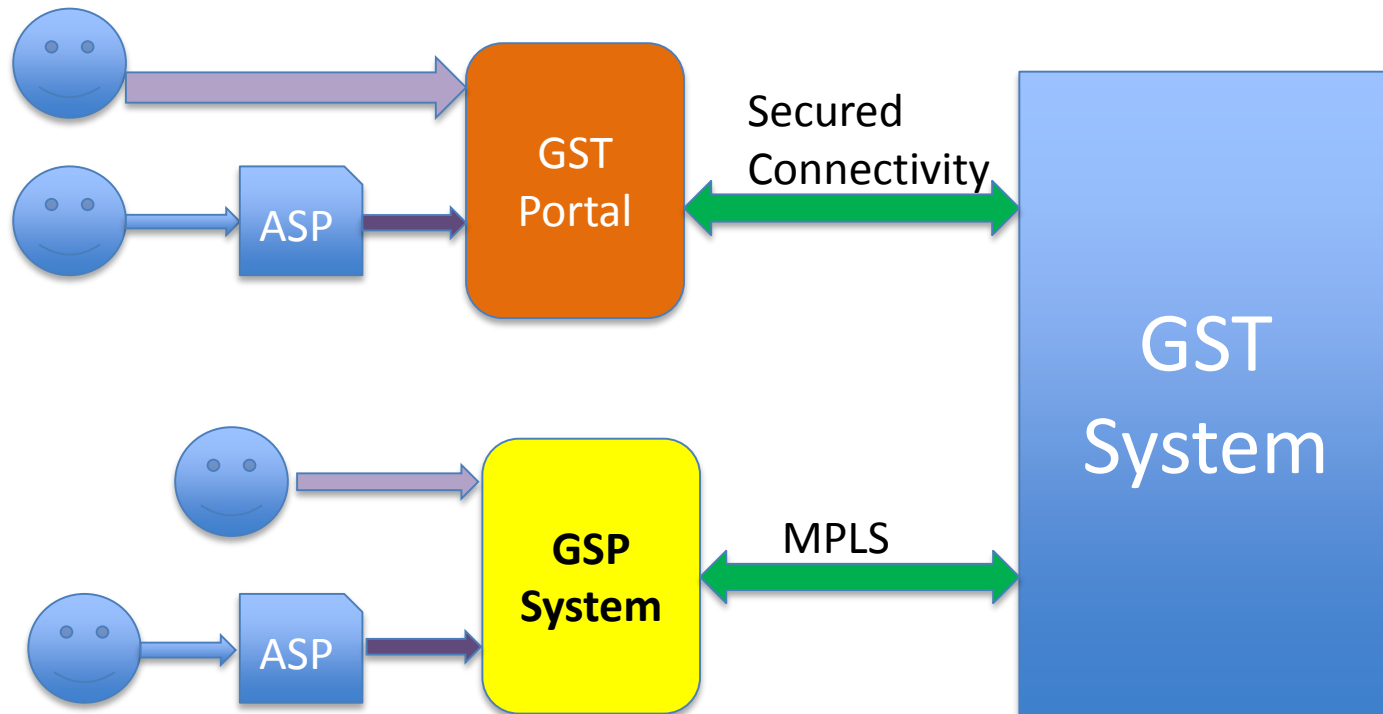 Secured
Connectivity
GST
Portal
ASP
GST
System
MPLS
GSP
System
ASP